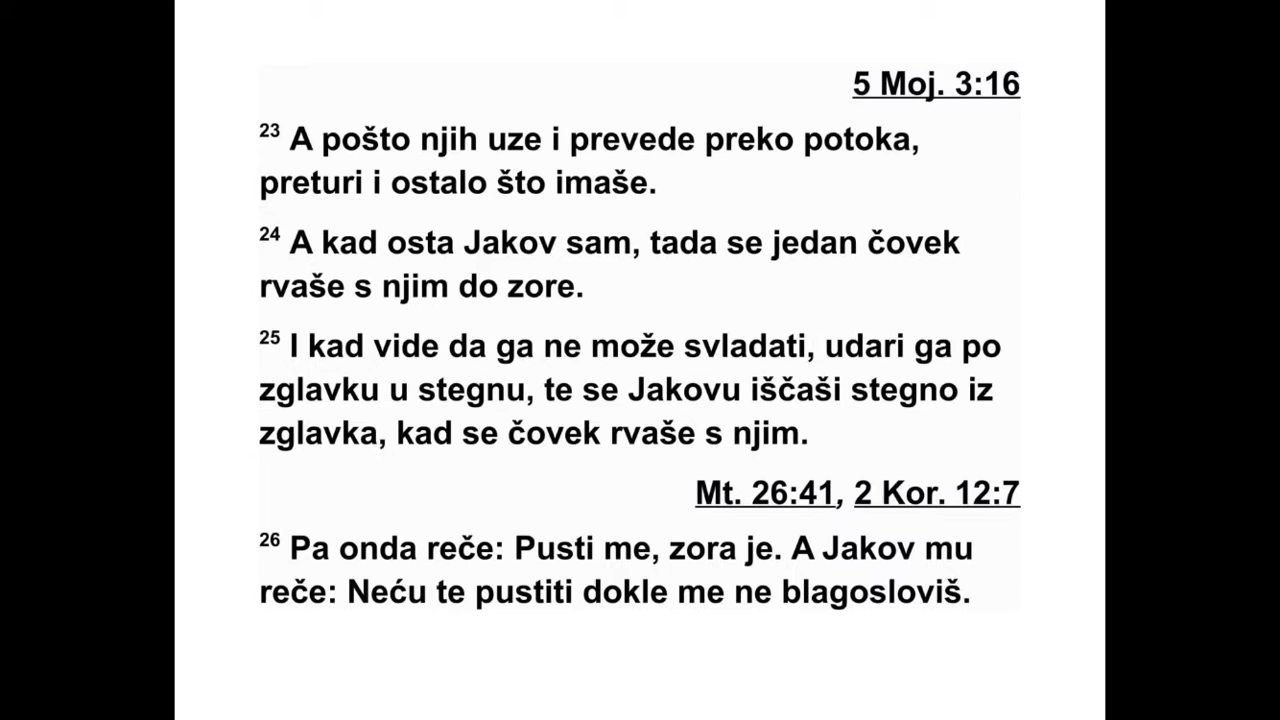 5 Moj. 3:16
23 A pošto njih uze i prevede preko potoka,
preturi i ostalo što imaše.
24 A kad osta Jakov sam, tada se jedan čovek
rvaše s njim do zore.
25 I kad vide da ga ne može svladati, udari ga po
zglavku u stegnu, te se Jakovu iščaši stegno iz
zglavka, kad se čovek rvaše s njim.
Mt. 26:41, 2 Kor. 12:7
26 Pa onda reče: Pusti me, zora je. A Jakov mu
reče: Neću te pustiti dokle me ne blagosloviš.